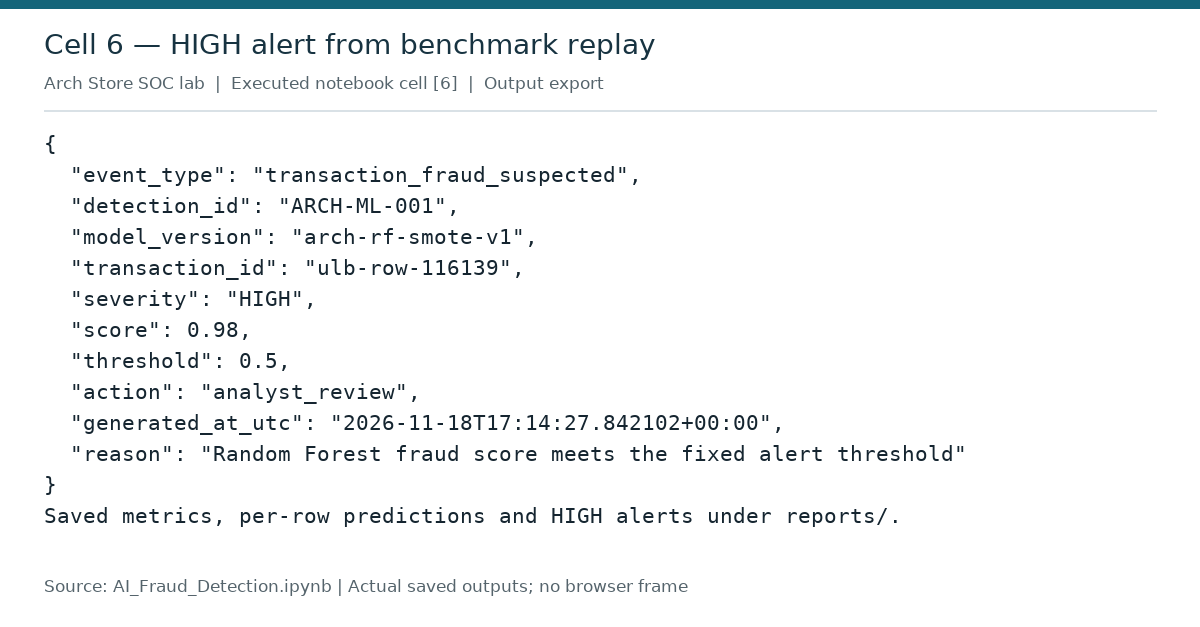 Cell 6 — HIGH alert from benchmark replay
Arch Store SOC lab | Executed notebook cell [6] | Output export
{
  "event_type": "transaction_fraud_suspected",
  "detection_id": "ARCH-ML-001",
  "model_version": "arch-rf-smote-v1",
  "transaction_id": "ulb-row-116139",
  "severity": "HIGH",
  "score": 0.98,
  "threshold": 0.5,
  "action": "analyst_review",
  "generated_at_utc": "2026-11-18T17:14:27.842102+00:00",
  "reason": "Random Forest fraud score meets the fixed alert threshold"
}
Saved metrics, per-row predictions and HIGH alerts under reports/.
Source: AI_Fraud_Detection.ipynb | Actual saved outputs; no browser frame